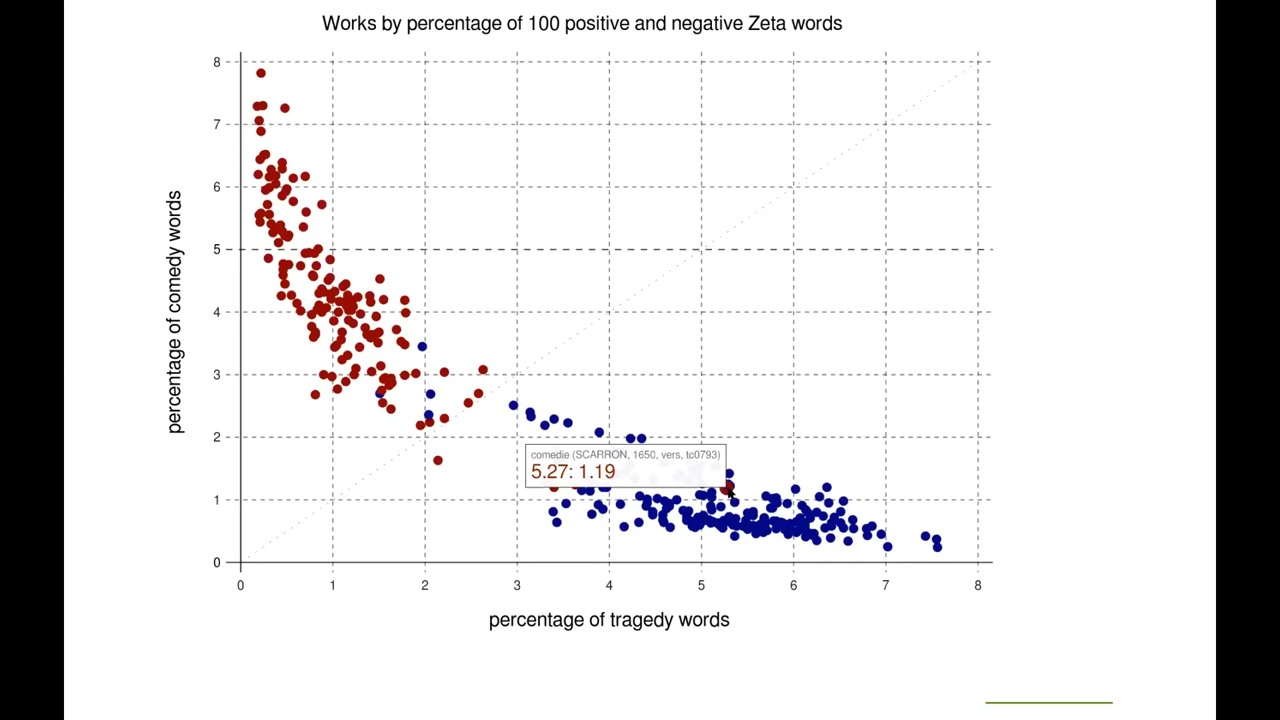 Works by percentage of 100 positive and negative Zeta words
percentage of comedy words
8
7
6
5
4
3
2
1
0
comedie (SCARRON, 1650, vers, tc0793)
5.27: 1.19
0 1 2 3 4 5 6 7 8
percentage of tragedy words